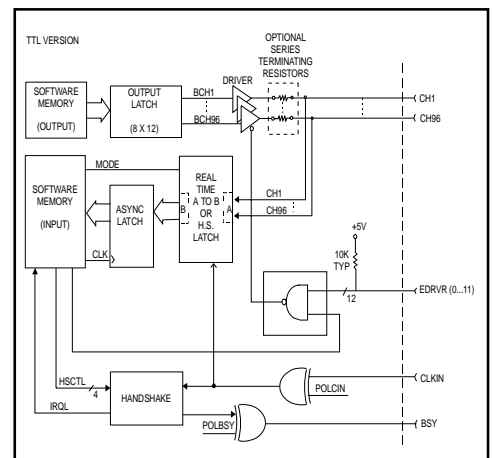 TTL VERSION
OPTIONAL
SERIES
TERMINATING
RESISTORS
DRIVER
SOFTWARE
MEMORY
(OUTPUT)
OUTPUT
LATCH
(8 X 12)
BCH1
BCH96
CH1
CH96
SOFTWARE
MEMORY
(INPUT)
MODE
ASYNC
LATCH
CLK
B
REAL
TIME
A TO B
OR
H.S.
LATCH
A
CH1
CH96
+5V
10K
TYP
12
EDRVR (0...11)
HSCTL
4
IRQL
HANDSHAKE
POLCIN
CLKIN
POLBSY
BSY